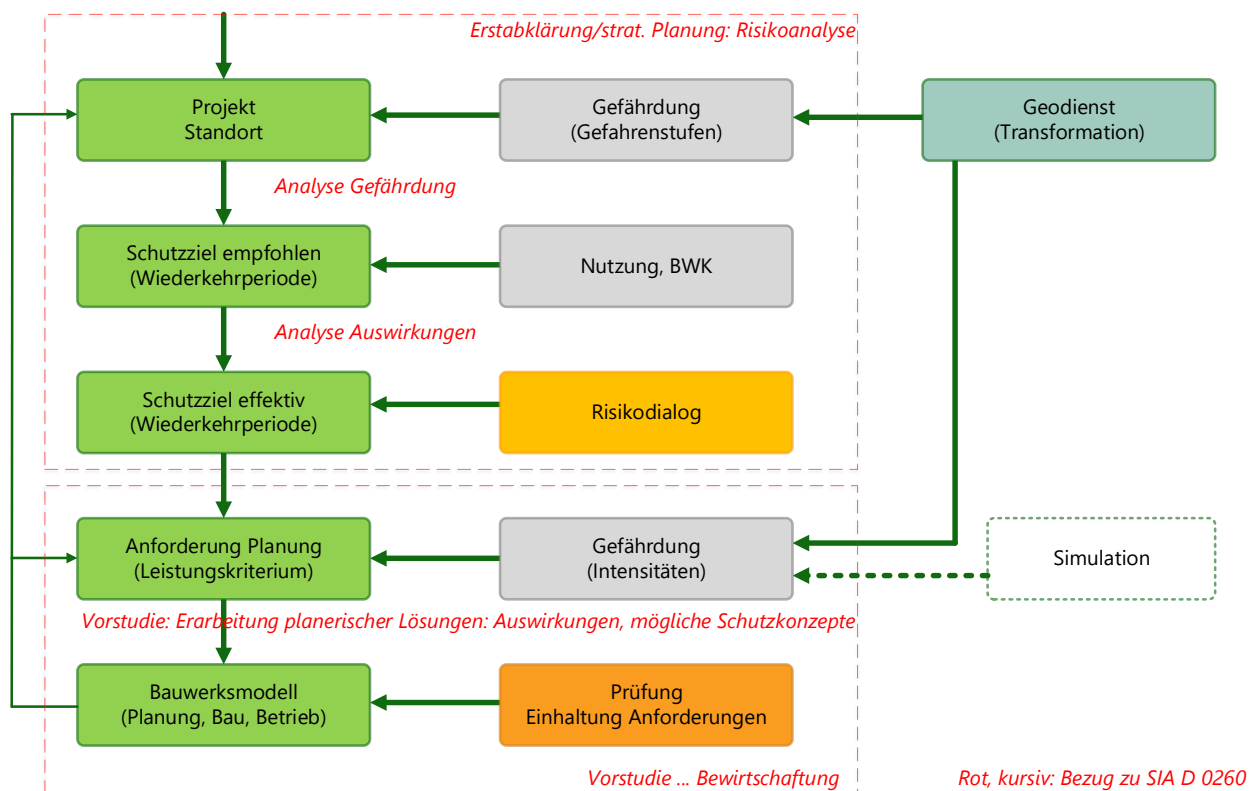 Erstabklärung/strat. Planung: Risikoanalyse
Projekt
Standort
Gefährdung
(Gefahrenstufen)
Geodienst
(Transformation)
Analyse Gefährdung
Schutzziel empfohlen
(Wiederkehrperiode)
Nutzung, BWK
Analyse Auswirkungen
Schutzziel effektiv
(Wiederkehrperiode)
Risikodialog
Anforderung Planung
(Leistungskriterium)
Gefährdung
(Intensitäten)
Simulation
Vorstudie: Erarbeitung planerischer Lösungen: Auswirkungen, mögliche Schutzkonzepte
Bauwerksmodell
(Planung, Bau, Betrieb)
Prüfung
Einhaltung Anforderungen
Vorstudie ... Bewirtschaftung
Rot, kursiv: Bezug zu SIA D 0260